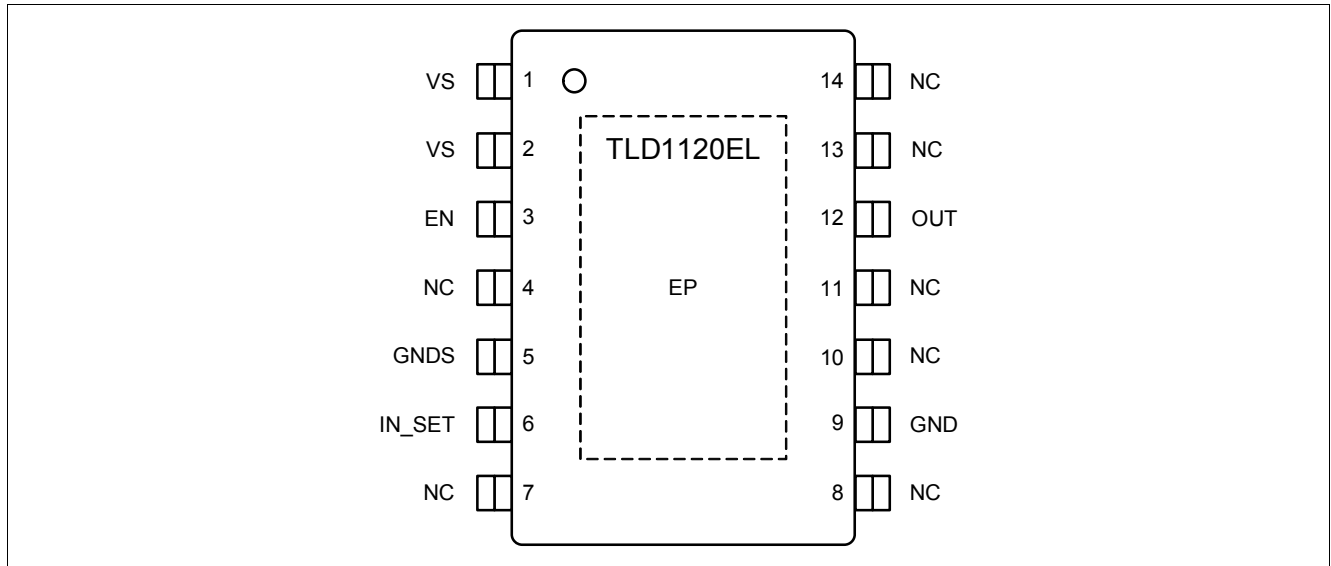 VS 1 14 NC
VS 2 TLD1120EL 13 NC
EN 3 12 OUT
NC 4 EP 11 NC
GNDS 5 10 NC
IN_SET 6 9 GND
NC 7 8 NC